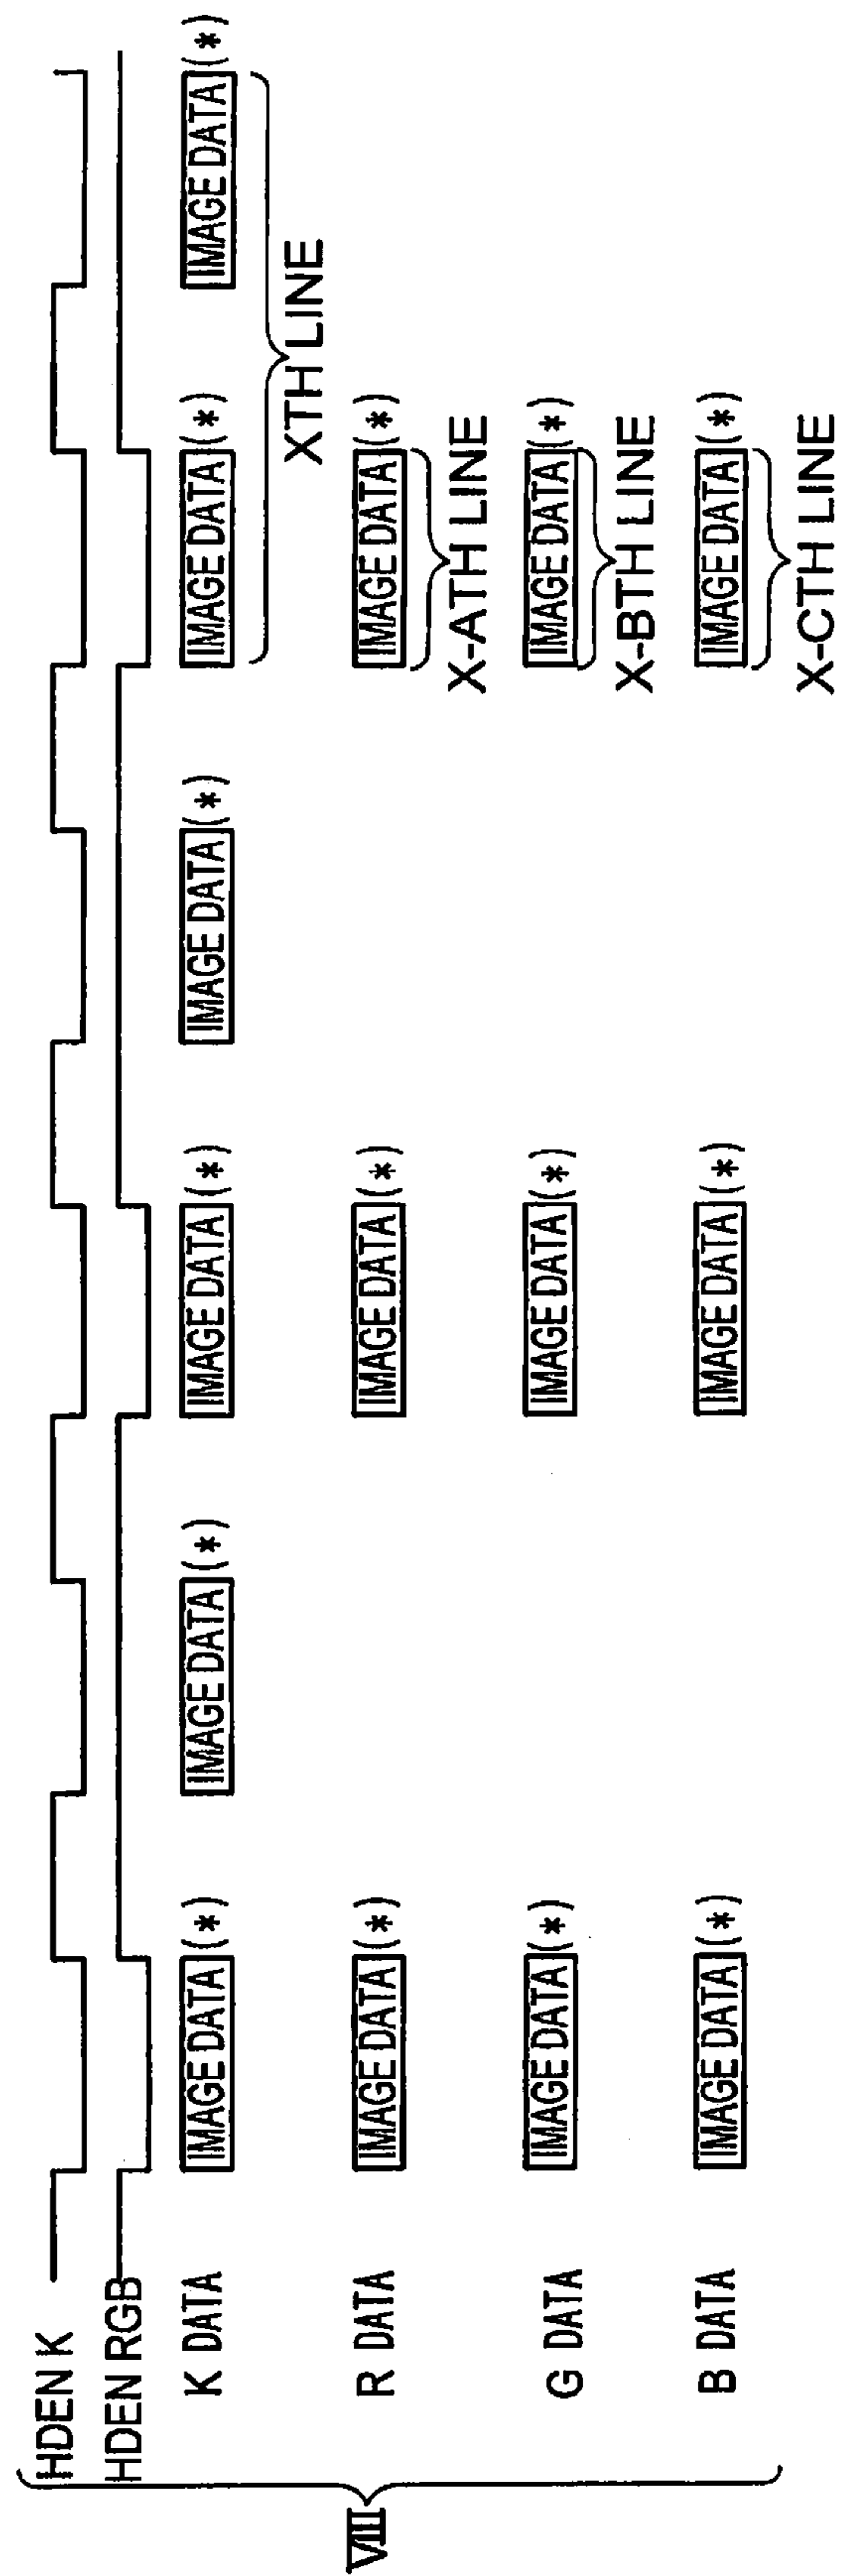 VIII
HDEN K
HDEN RGB
K DATA IMAGE DATA (*) IMAGE DATA (*) IMAGE DATA (*) IMAGE DATA (*) IMAGE DATA (*) IMAGE DATA (*)
XTH LINE
R DATA IMAGE DATA (*) IMAGE DATA (*) IMAGE DATA (*)
X-ATH LINE
G DATA IMAGE DATA (*) IMAGE DATA (*) IMAGE DATA (*)
X-BTH LINE
B DATA IMAGE DATA (*) IMAGE DATA (*) IMAGE DATA (*)
X-CTH LINE